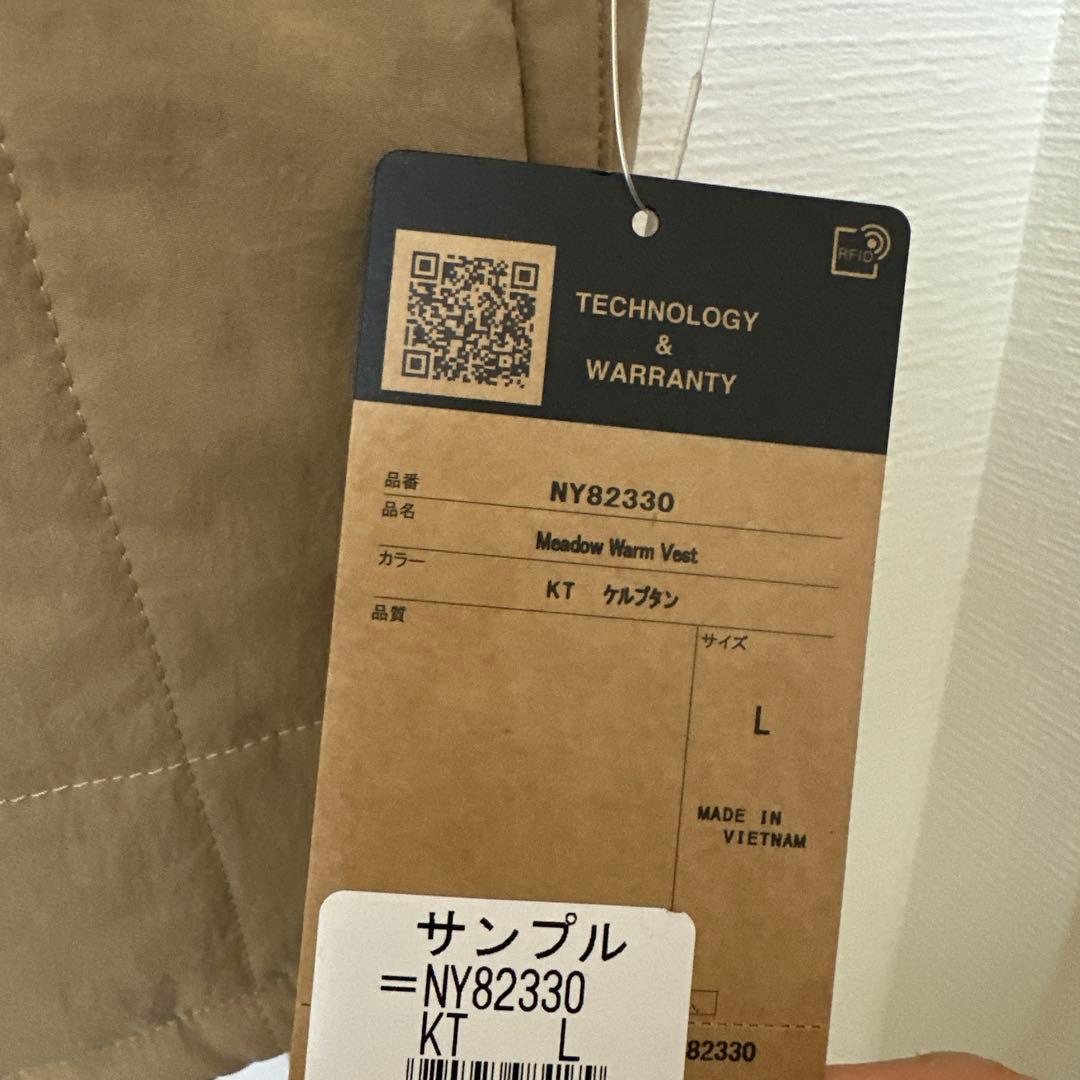 RFID
TECHNOLOGY
&
WARRANTY
品番 NY82330
品名 Meadow Warm Vest
カラー KT ケルプタン
品質
サイズ
L
MADE IN
VIETNAM
サンプル
=NY82330
KT L
82330